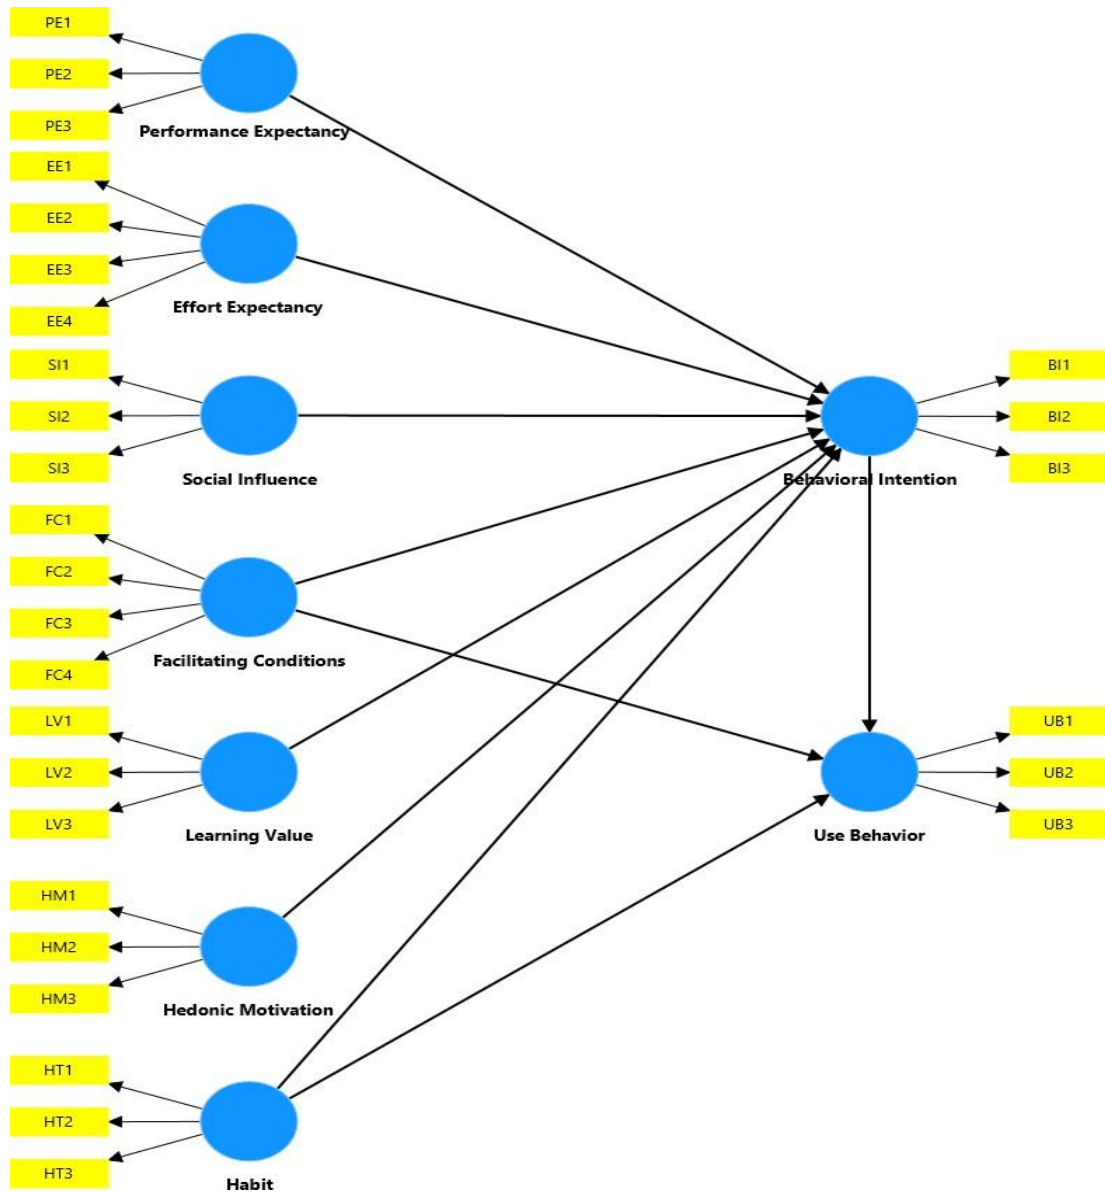 PE1
PE2
PE3
Performance Expectancy
EE1
EE2
EE3
EE4
Effort Expectancy
SI1
SI2
SI3
Social Influence
FC1
FC2
FC3
FC4
Facilitating Conditions
LV1
LV2
LV3
Learning Value
HM1
HM2
HM3
Hedonic Motivation
HT1
HT2
HT3
Habit
BI1
BI2
BI3
Behavioral Intention
UB1
UB2
UB3
Use Behavior